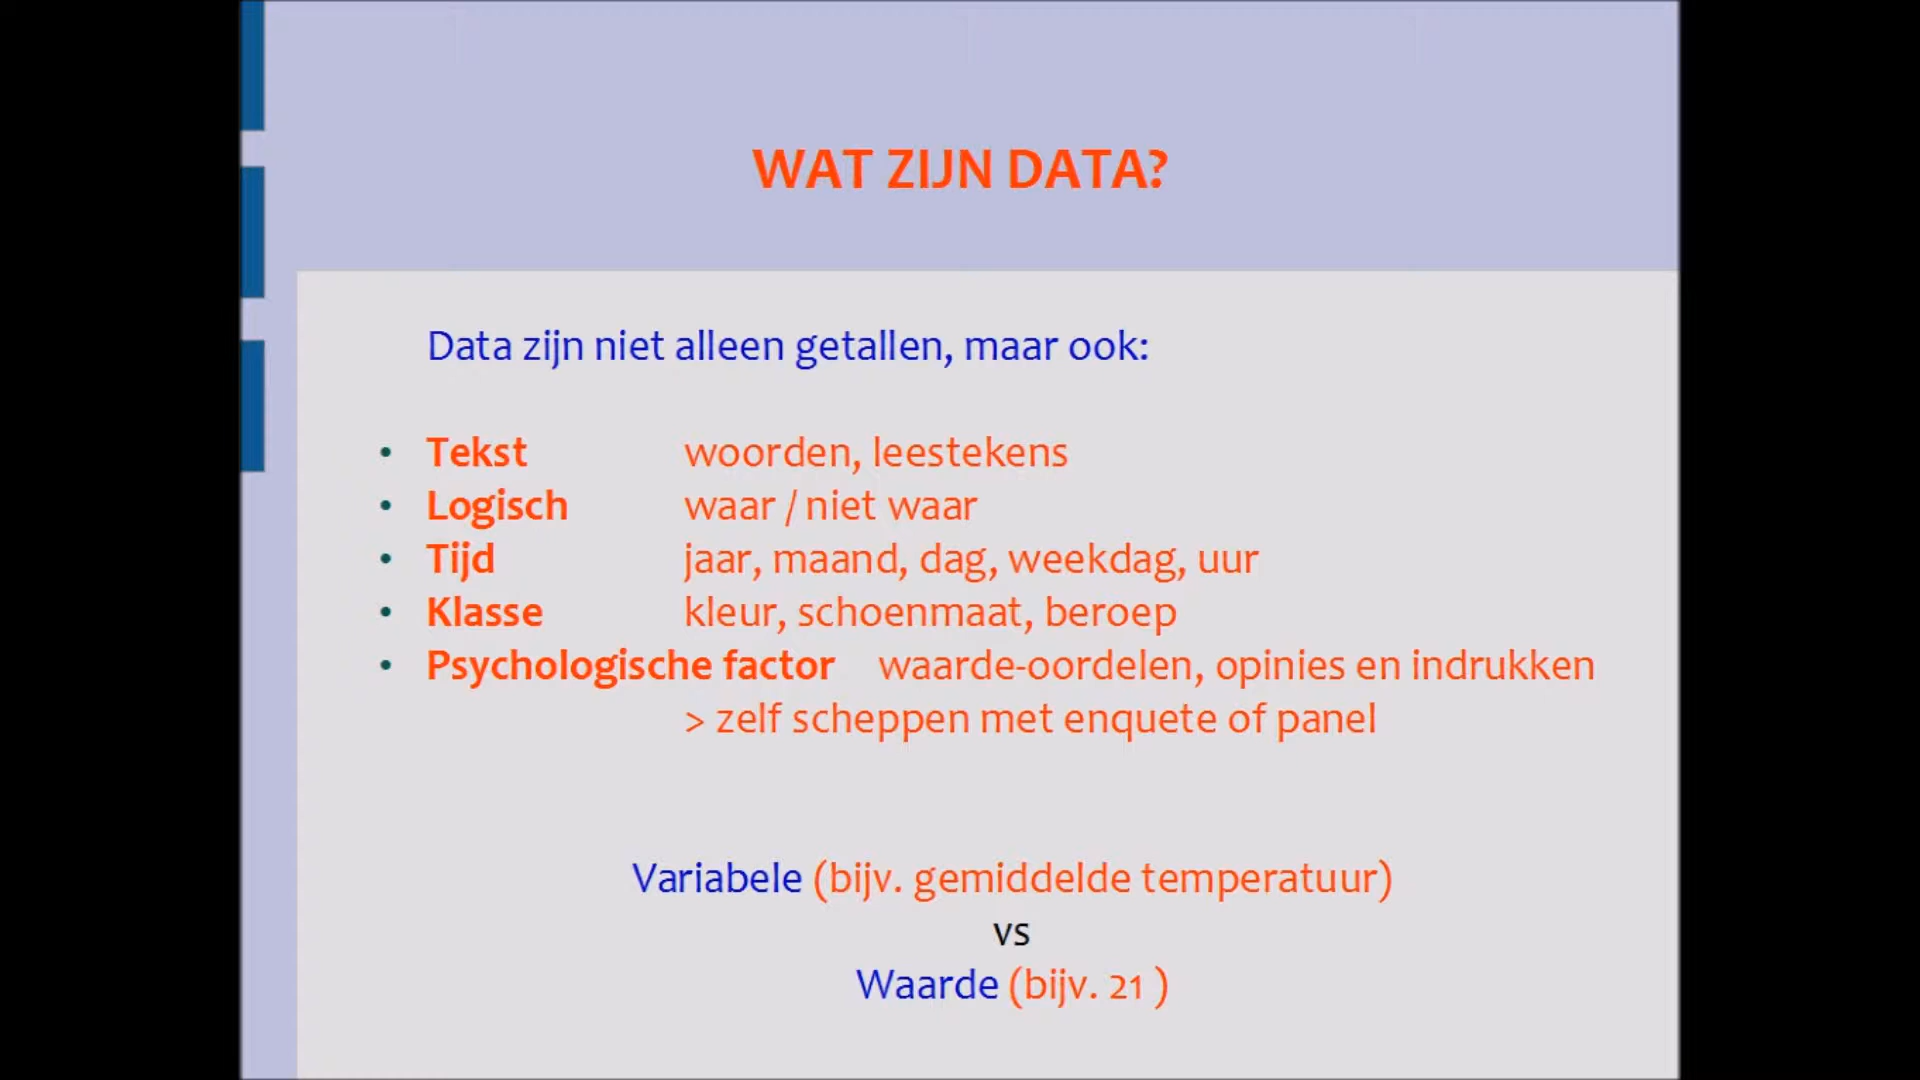 WAT ZIJN DATA?
Data zijn niet alleen getallen, maar ook:
• Tekst woorden, leestekens
• Logisch waar / niet waar
• Tijd jaar, maand, dag, weekdag, uur
• Klasse kleur, schoenmaat, beroep
• Psychologische factor waarde-oordelen, opinies en indrukken
> zelf scheppen met enquete of panel
Variabele (bijv. gemiddelde temperatuur)
vs
Waarde (bijv. 21 )